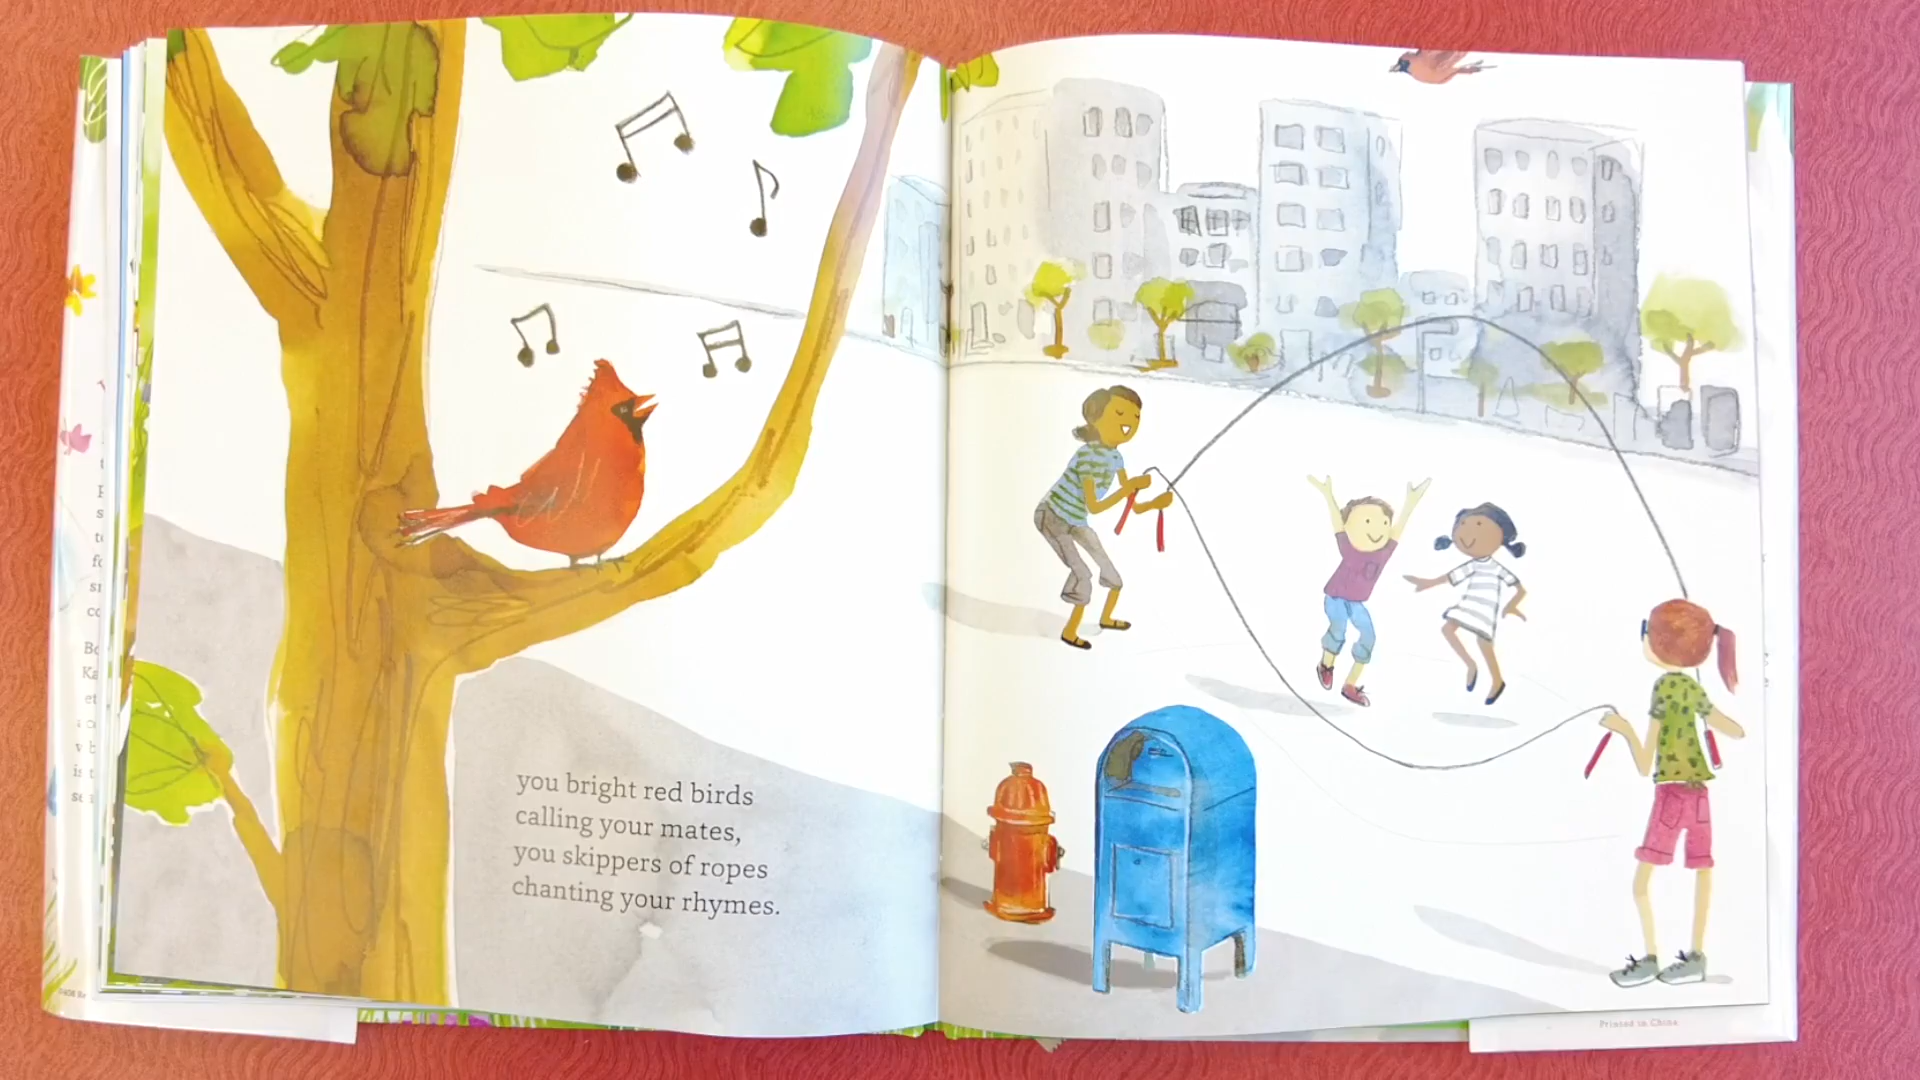 you bright red birds
calling your mates,
you skippers of ropes
chanting your rhymes.
Printed in China